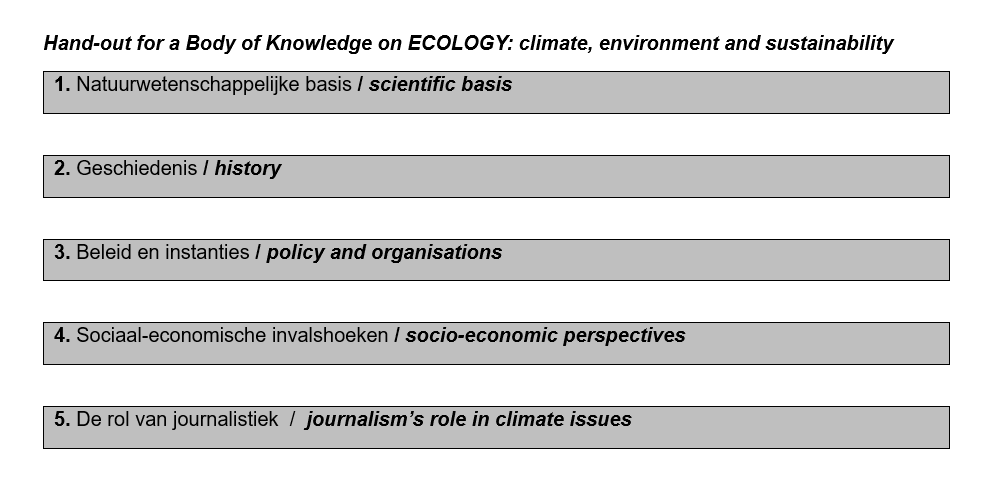 Hand-out for a Body of Knowledge on ECOLOGY: climate, environment and sustainability
1. Natuurwetenschappelijke basis / scientific basis
2. Geschiedenis / history
3. Beleid en instanties / policy and organisations
4. Sociaal-economische invalshoeken / socio-economic perspectives
5. De rol van journalistiek / journalism’s role in climate issues